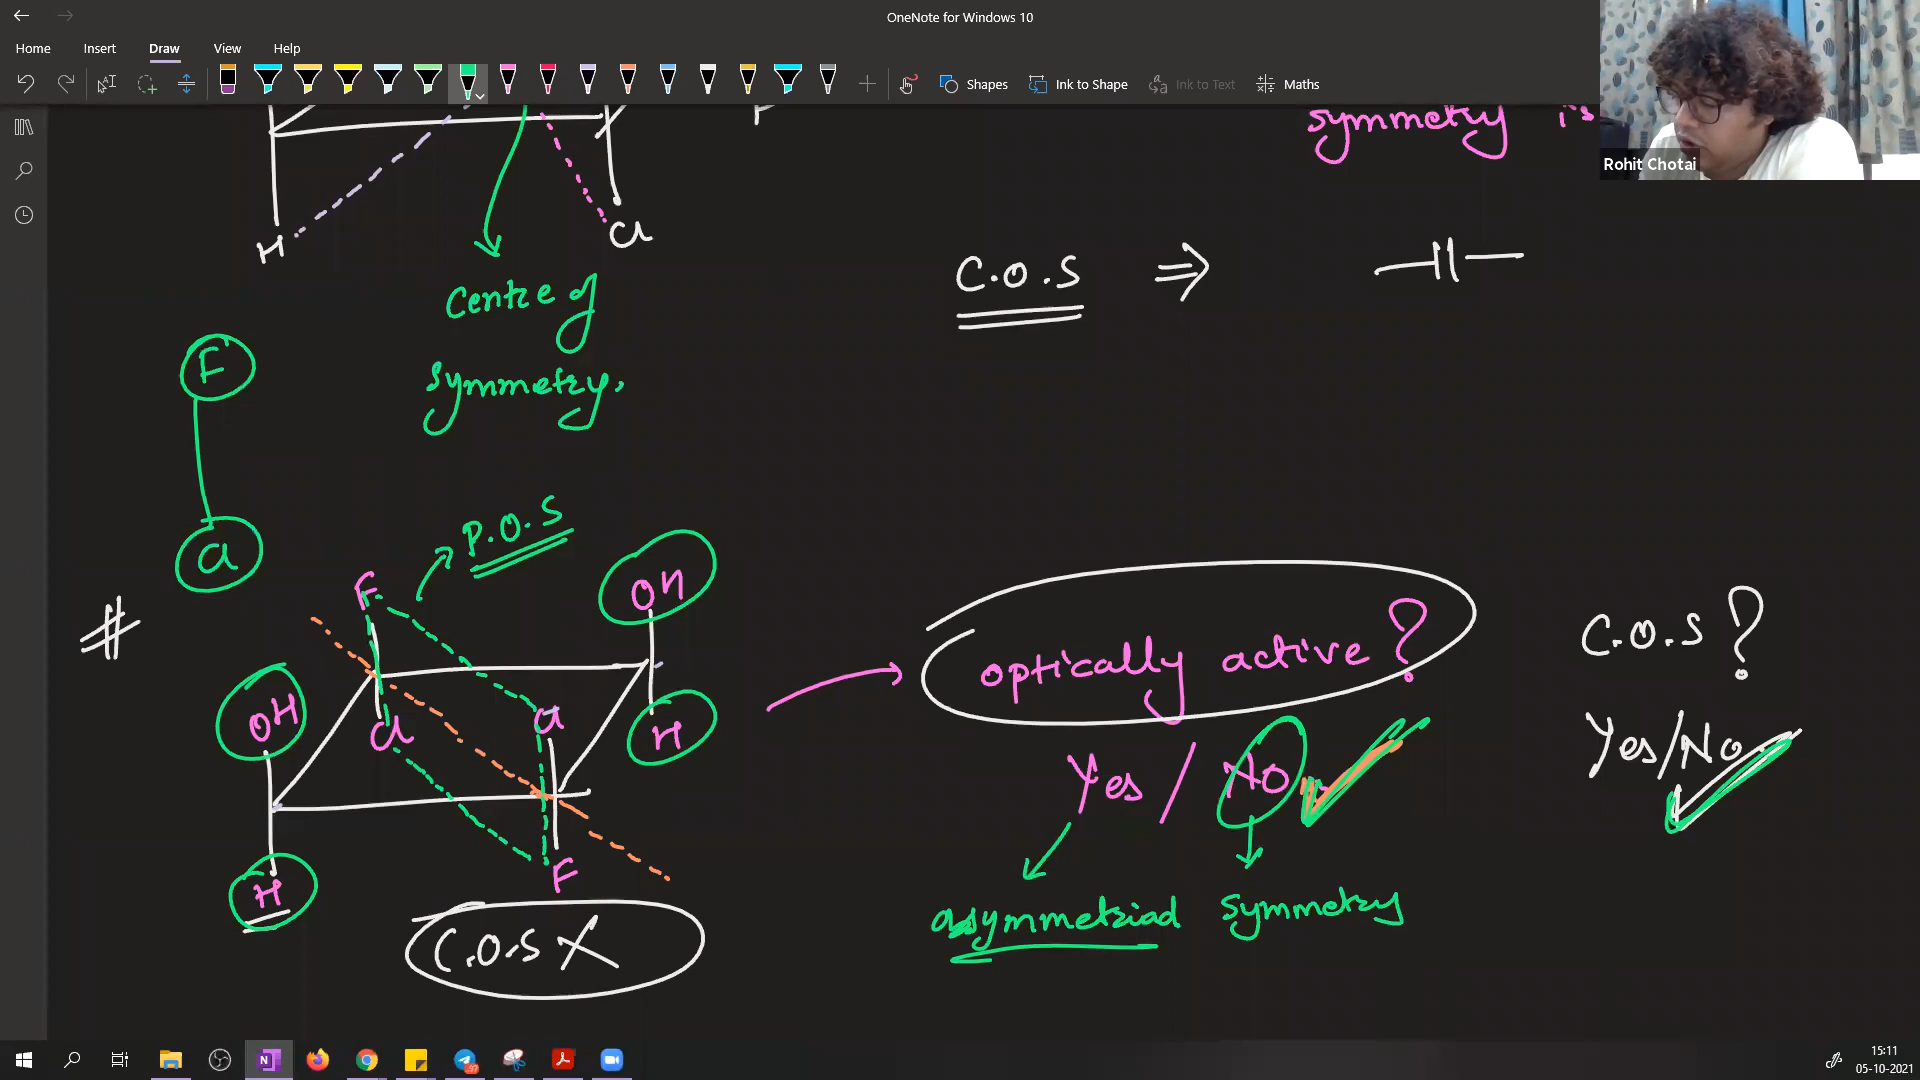 OneNote for Windows 10
Home Insert Draw View Help
Shapes Ink to Shape Ink to Text Maths
symmetry is
Rohit Chotai
H Cl
C.O.S ⇒
Centre of
symmetry.
F
Cl
P.O.S
#
F OH
OH Cl Cl H
H F
C.O.S X
optically active?
Yes / No
asymmetrical symmetry
C.O.S?
Yes/No
15:11
05-10-2021